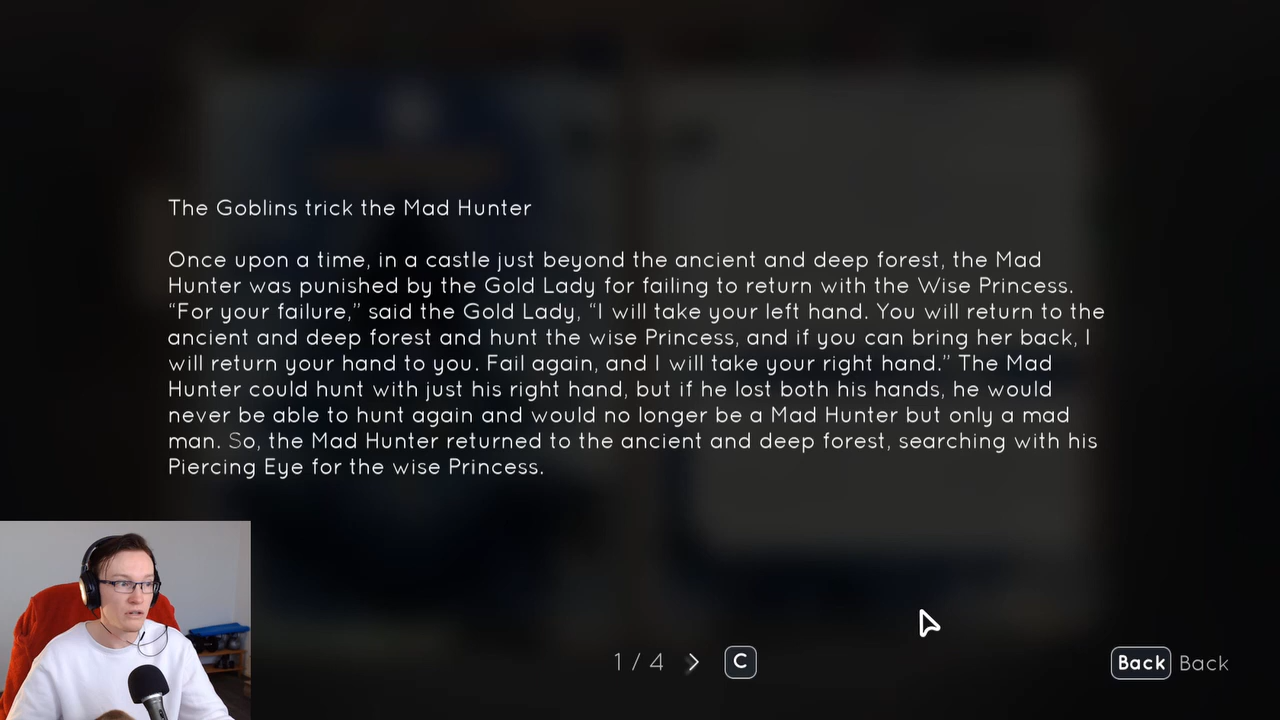 The Goblins trick the Mad Hunter
Once upon a time, in a castle just beyond the ancient and deep forest, the Mad
Hunter was punished by the Gold Lady for failing to return with the Wise Princess.
“For your failure,” said the Gold Lady, “I will take your left hand. You will return to the
ancient and deep forest and hunt the wise Princess, and if you can bring her back, I
will return your hand to you. Fail again, and I will take your right hand.” The Mad
Hunter could hunt with just his right hand, but if he lost both his hands, he would
never be able to hunt again and would no longer be a Mad Hunter but only a mad
man. So, the Mad Hunter returned to the ancient and deep forest, searching with his
Piercing Eye for the wise Princess.
1 / 4 > C
Back Back